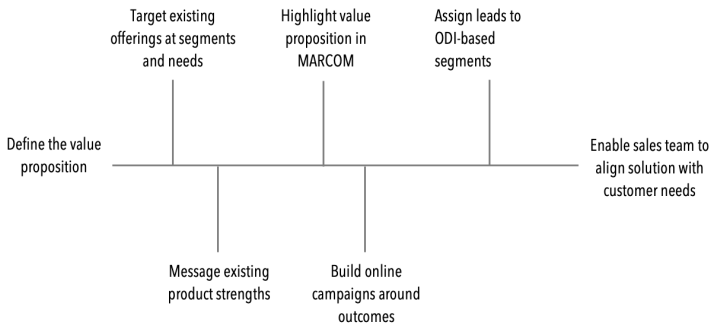 Target existing
offerings at segments
and needs
Highlight value
proposition in
MARCOM
Assign leads to
ODI-based
segments
Define the value
proposition
Enable sales team to
align solution with
customer needs
Message existing
product strengths
Build online
campaigns around
outcomes